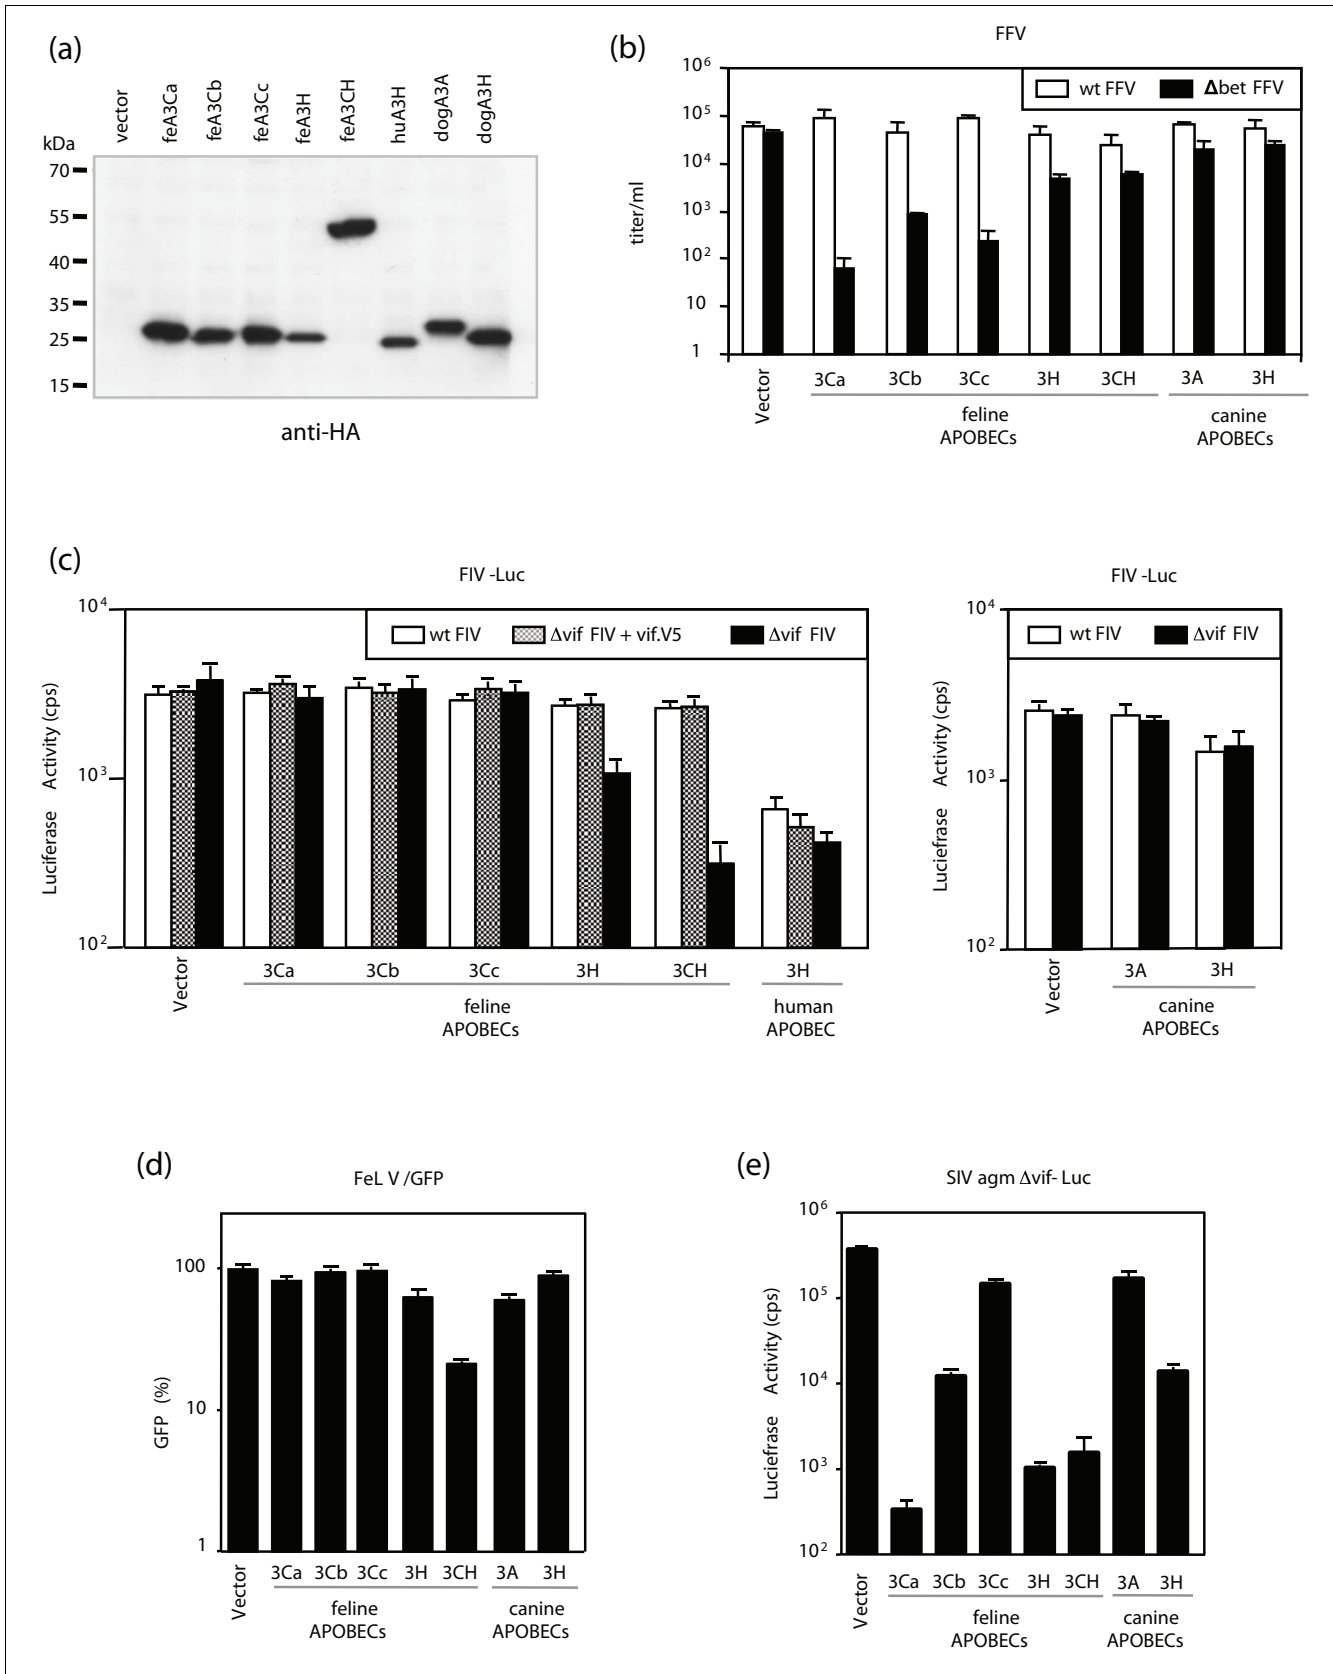 (a)
vector
feA3Ca
feA3Cb
feA3Cc
feA3H
feA3CH
huA3H
dogA3A
dogA3H
kDa
70
55
40
35
25
15
anti-HA
(b)
FFV
wt FFV
Δbet FFV
titer/ml
10⁶
10⁵
10⁴
10³
10²
10
1
Vector
3Ca 3Cb 3Cc 3H 3CH 3A 3H
feline
APOBECs
canine
APOBECs
(c)
FIV -Luc
wt FIV
Δvif FIV + vif.V5
Δvif FIV
Luciferase Activity (cps)
10⁴
10³
10²
Vector
3Ca 3Cb 3Cc 3H 3CH 3H
feline
APOBECs
human
APOBEC
FIV -Luc
wt FIV
Δvif FIV
Luciefrase Activity (cps)
10⁴
10³
10²
Vector
3A 3H
canine
APOBECs
(d)
FeL V /GFP
GFP (%)
100
10
1
Vector
3Ca 3Cb 3Cc 3H 3CH 3A 3H
feline
APOBECs
canine
APOBECs
(e)
SIV agm Δvif- Luc
Luciefrase Activity (cps)
10⁶
10⁵
10⁴
10³
10²
Vector
3Ca 3Cb 3Cc 3H 3CH 3A 3H
feline
APOBECs
canine
APOBECs